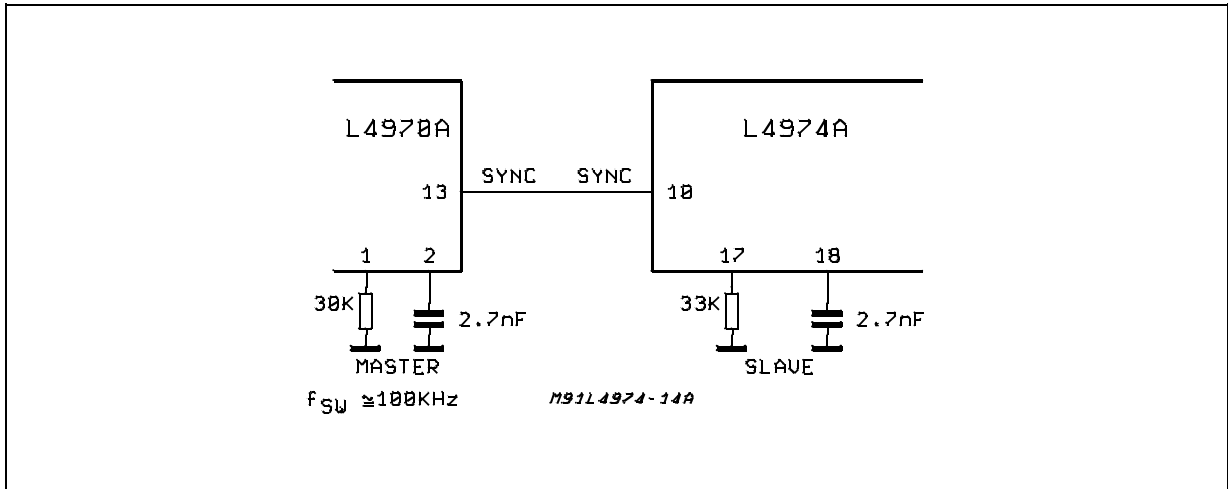 L4970A
L4974A
SYNC SYNC
13
10
1 2
17 18
30K
2.7nF
33K
2.7nF
MASTER
SLAVE
fSW ≅100KHz
M91L4974-14A